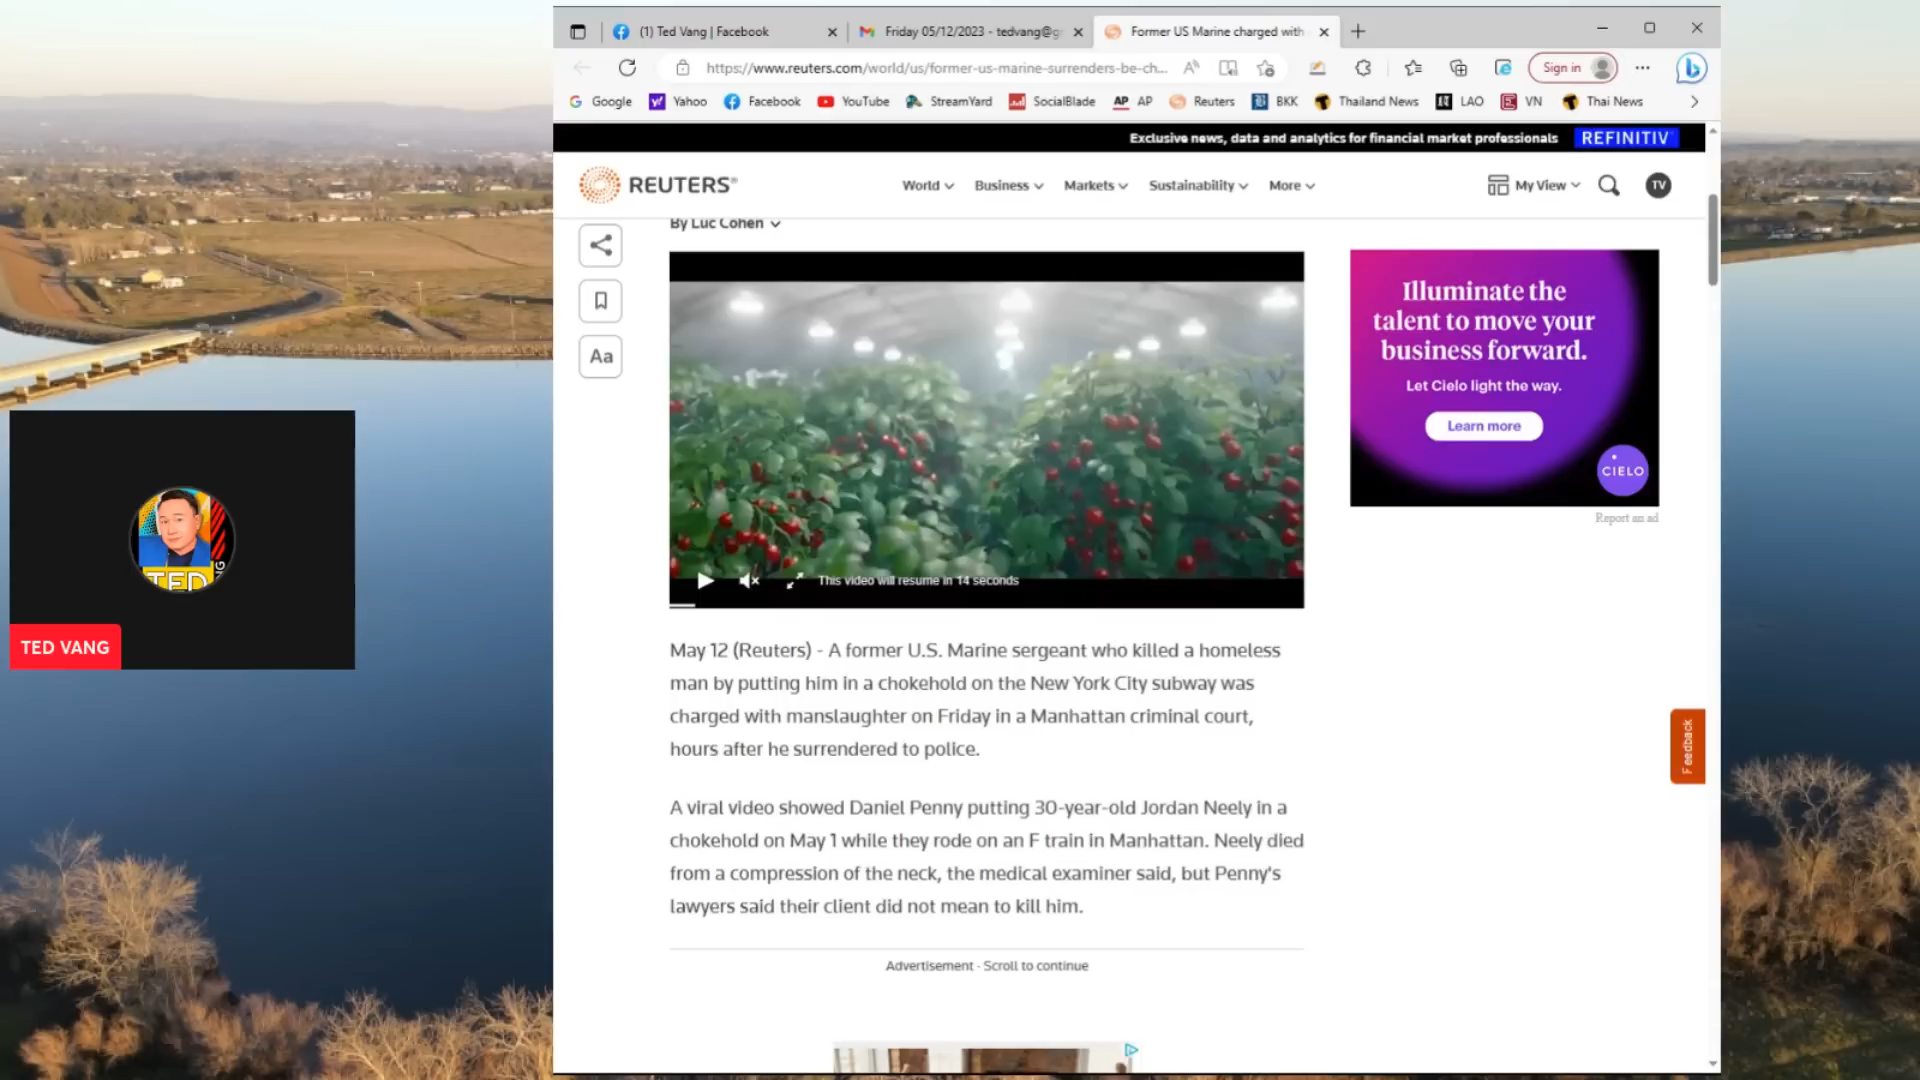 (1) Ted Vang | Facebook
Friday 05/12/2023 - tedvang@g
Former US Marine charged with
https://www.reuters.com/world/us/former-us-marine-surrenders-be-ch...
Sign in
Google
Yahoo
Facebook
YouTube
StreamYard
SocialBlade
AP AP
Reuters
BKK
Thailand News
LAO
VN
Thai News
Exclusive news, data and analytics for financial market professionals REFINITIV
REUTERS®
World
Business
Markets
Sustainability
More
My View
TV
By Luc Cohen
Aa
This video will resume in 14 seconds
Illuminate the
talent to move your
business forward.
Let Cielo light the way.
Learn more
CIELO
Report an ad
TED
TED VANG
May 12 (Reuters) - A former U.S. Marine sergeant who killed a homeless
man by putting him in a chokehold on the New York City subway was
charged with manslaughter on Friday in a Manhattan criminal court,
hours after he surrendered to police.
Feedback
A viral video showed Daniel Penny putting 30-year-old Jordan Neely in a
chokehold on May 1 while they rode on an F train in Manhattan. Neely died
from a compression of the neck, the medical examiner said, but Penny's
lawyers said their client did not mean to kill him.
Advertisement · Scroll to continue